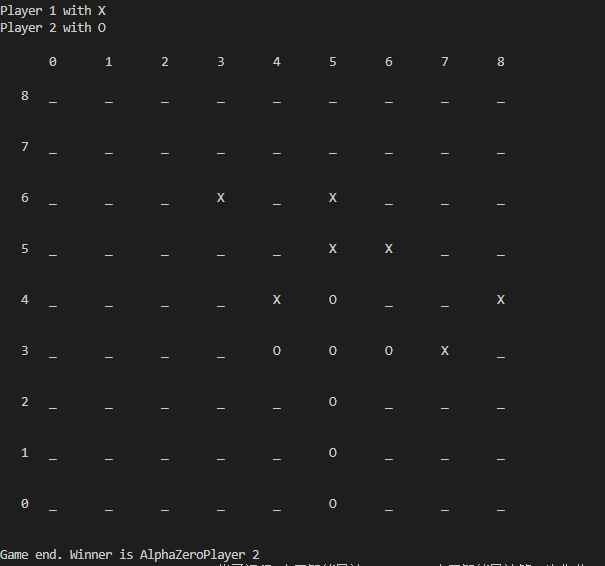 Player 1 with X
Player 2 with O
0 1 2 3 4 5 6 7 8
8 _ _ _ _ _ _ _ _ _
7 _ _ _ _ _ _ _ _ _
6 _ _ _ X _ X _ _ _
5 _ _ _ _ _ X X _ _
4 _ _ _ _ X O _ _ X
3 _ _ _ _ O O O X _
2 _ _ _ _ _ O _ _ _
1 _ _ _ _ _ O _ _ _
0 _ _ _ _ _ O _ _ _
Game end. Winner is AlphaZeroPlayer 2